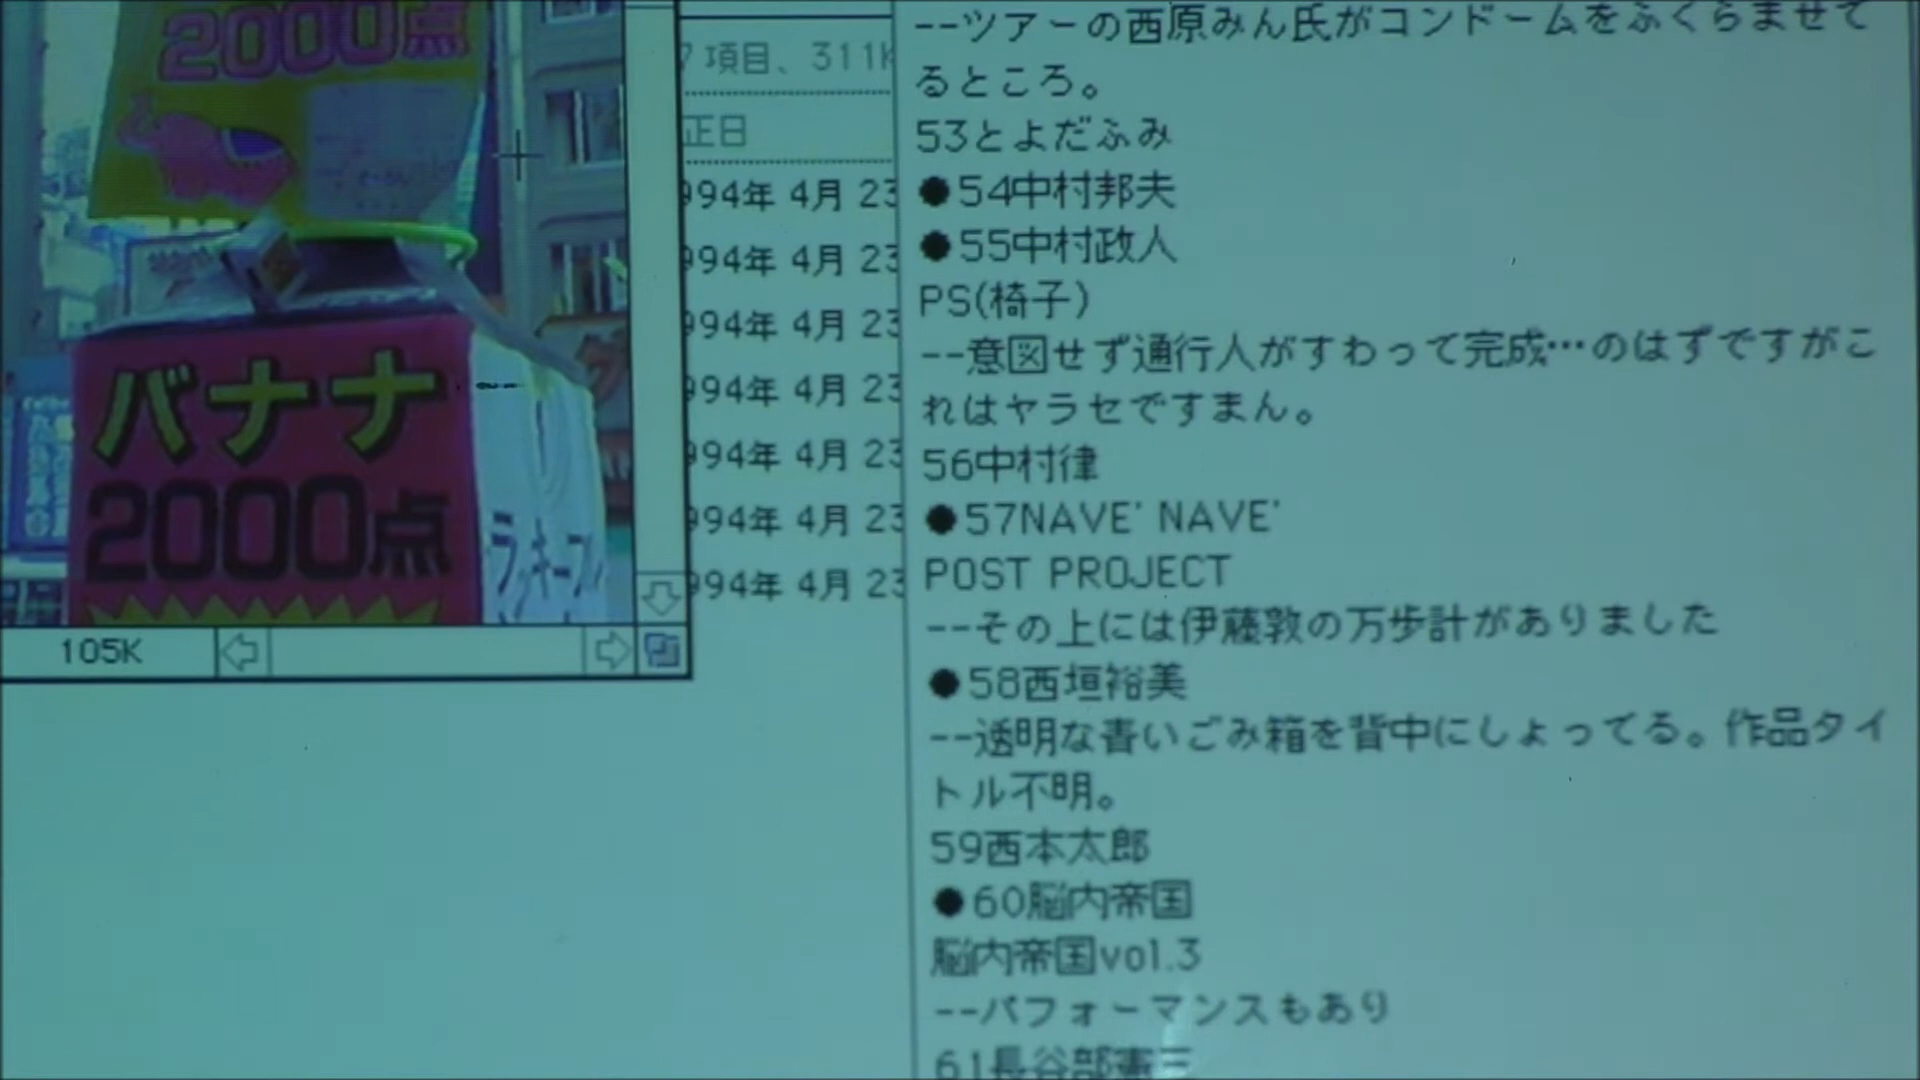 2000点
バナナ
2000点
ラッキー
105K
7 項目、311K
正日
994年 4月 23
994年 4月 23
994年 4月 23
994年 4月 23
994年 4月 23
994年 4月 23
994年 4月 23
--ツアーの西原みん氏がコンドームをふくらませて
るところ。
53とよだふみ
●54中村邦夫
●55中村政人
PS(椅子)
--意図せず通行人がすわって完成…のはずですがこ
れはヤラセですまん。
56中村律
●57NAVE' NAVE'
POST PROJECT
--その上には伊藤敦の万歩計がありました
●58西垣裕美
--透明な青いごみ箱を背中にしょってる。作品タイ
トル不明。
59西本太郎
●60脳内帝国
脳内帝国vol.3
--パフォーマンスもあり
61長谷部憲三